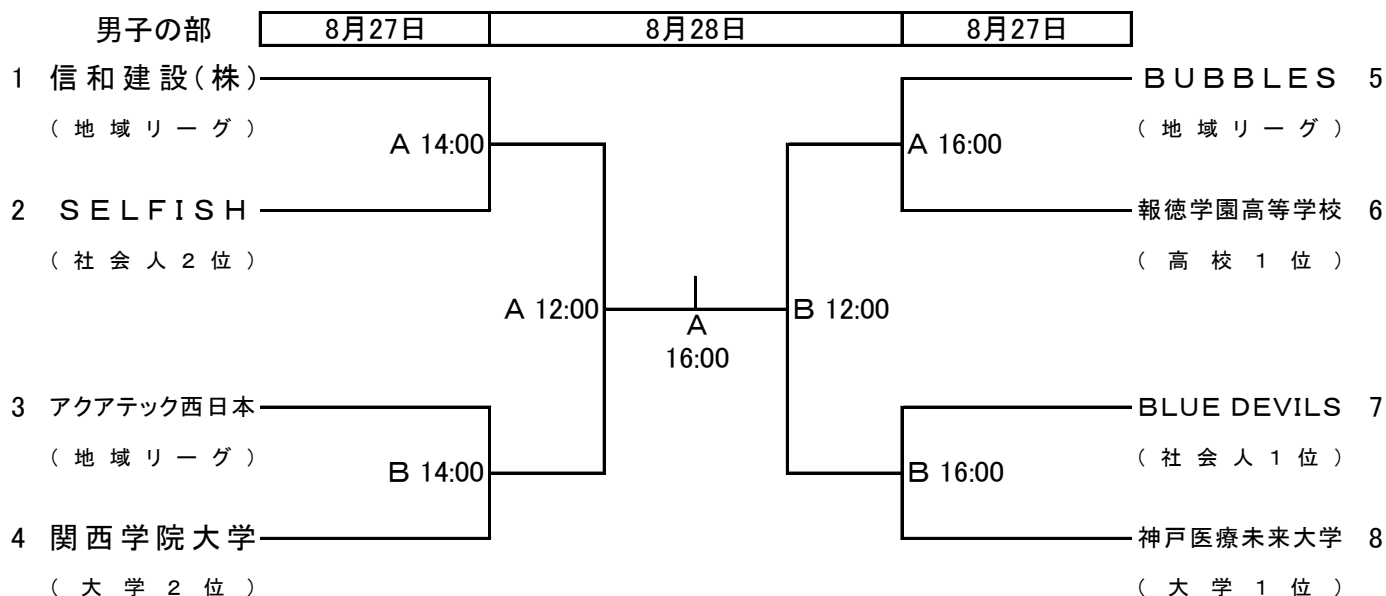 男子の部 8月27日 8月28日 8月27日
1 信和建設(株) BUBBLES 5
(地域リーグ) (地域リーグ)
A 14:00 A 16:00
2 SELFISH 報徳学園高等学校 6
(社会人2位) (高校1位)
A 12:00 A B 12:00
16:00
3 アクアテック西日本 BLUE DEVILS 7
(地域リーグ) (社会人1位)
B 14:00 B 16:00
4 関西学院大学 神戸医療未来大学 8
(大学2位) (大学1位)